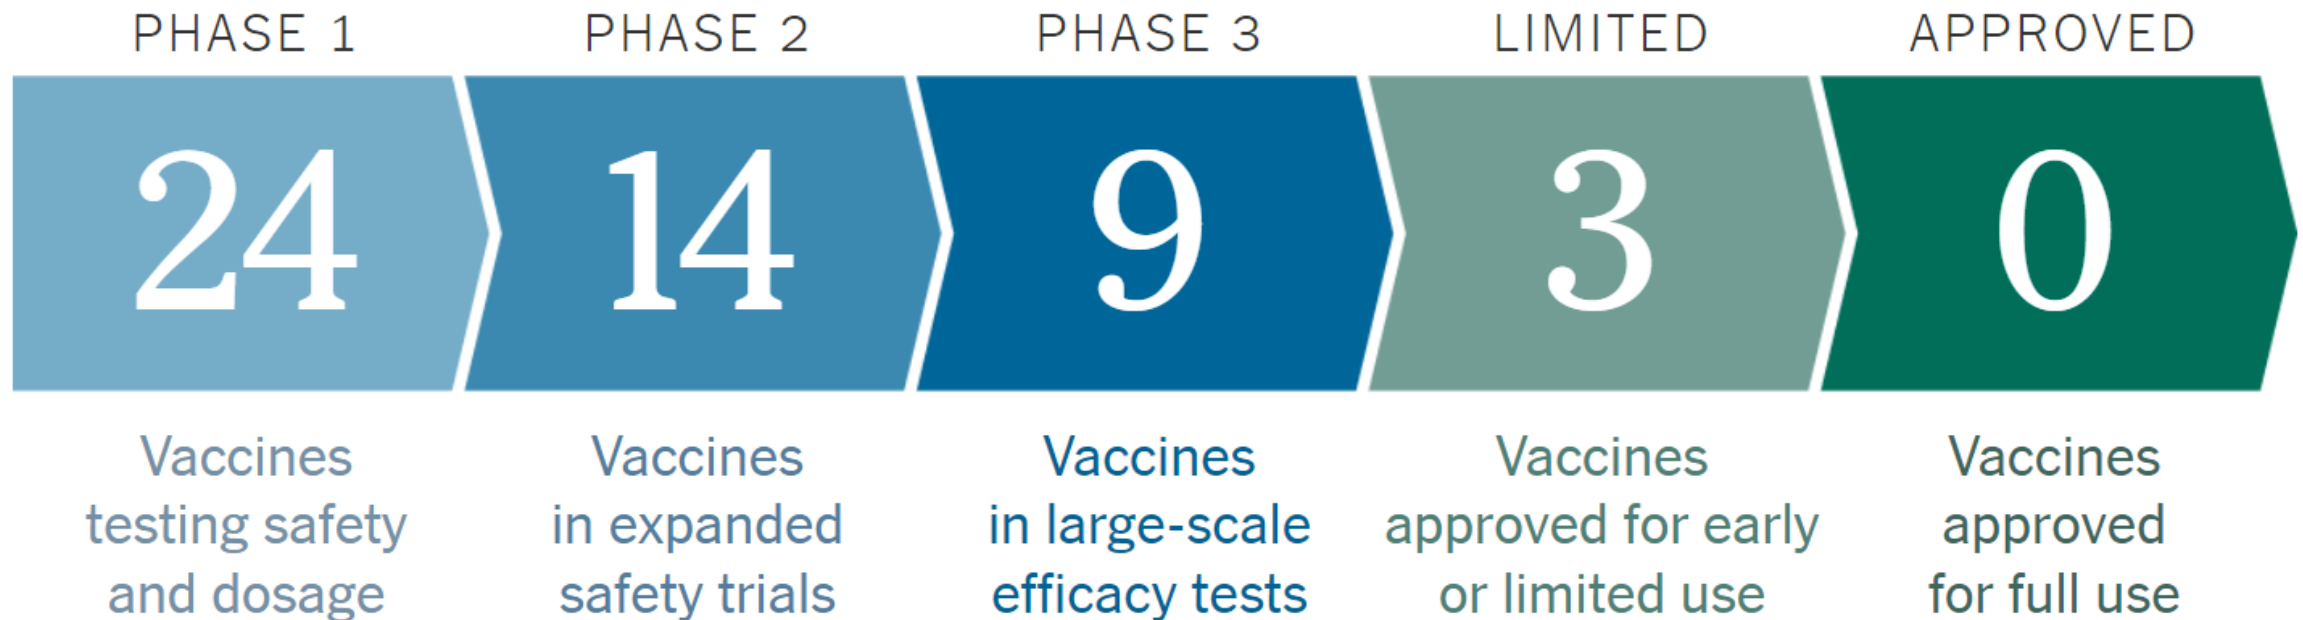 PHASE 1
PHASE 2
PHASE 3
LIMITED
APPROVED
24
14
9
3
0
Vaccines
testing safety
and dosage
Vaccines
in expanded
safety trials
Vaccines
in large-scale
efficacy tests
Vaccines
approved for early
or limited use
Vaccines
approved
for full use